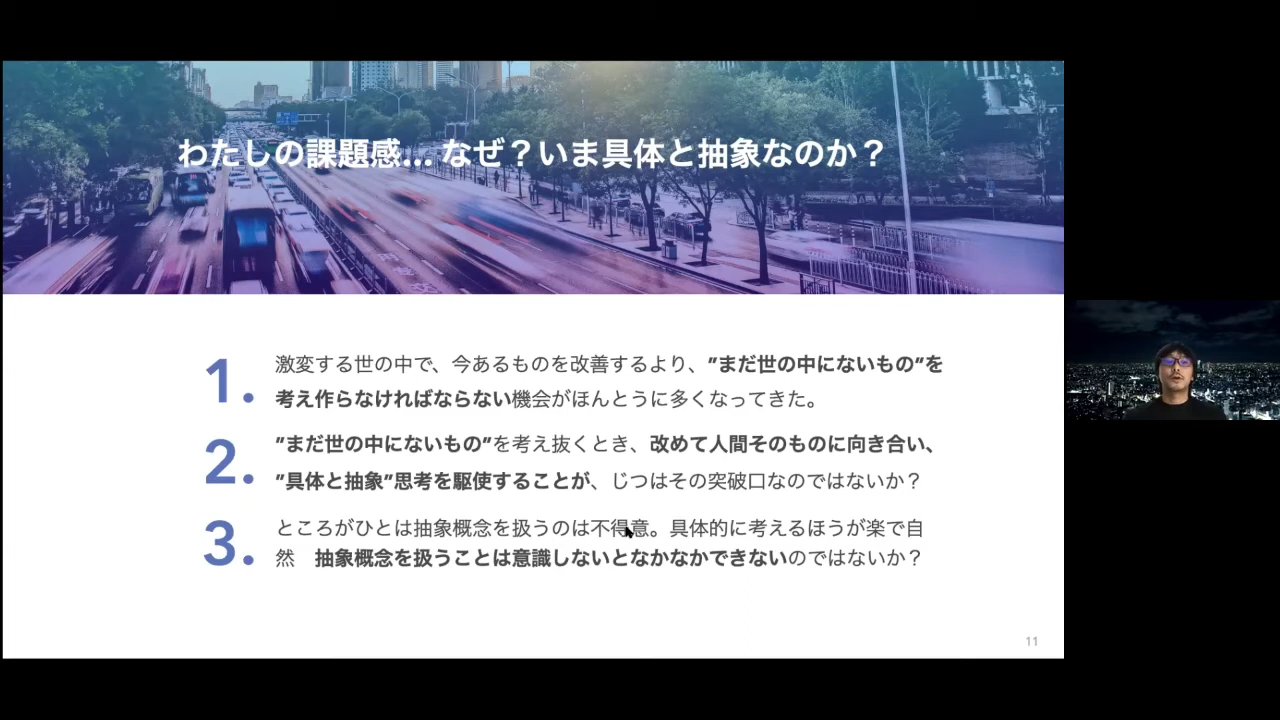 わたしの課題感... なぜ？いま具体と抽象なのか？
1.
激変する世の中で、今あるものを改善するより、”まだ世の中にないもの”を
考え作らなければならない機会がほんとうに多くなってきた。
2.
”まだ世の中にないもの”を考え抜くとき、改めて人間そのものに向き合い、
”具体と抽象”思考を駆使することが、じつはその突破口なのではないか？
3.
ところがひとは抽象概念を扱うのは不得意。具体的に考えるほうが楽で自
然　抽象概念を扱うことは意識しないとなかなかできないのではないか？
11